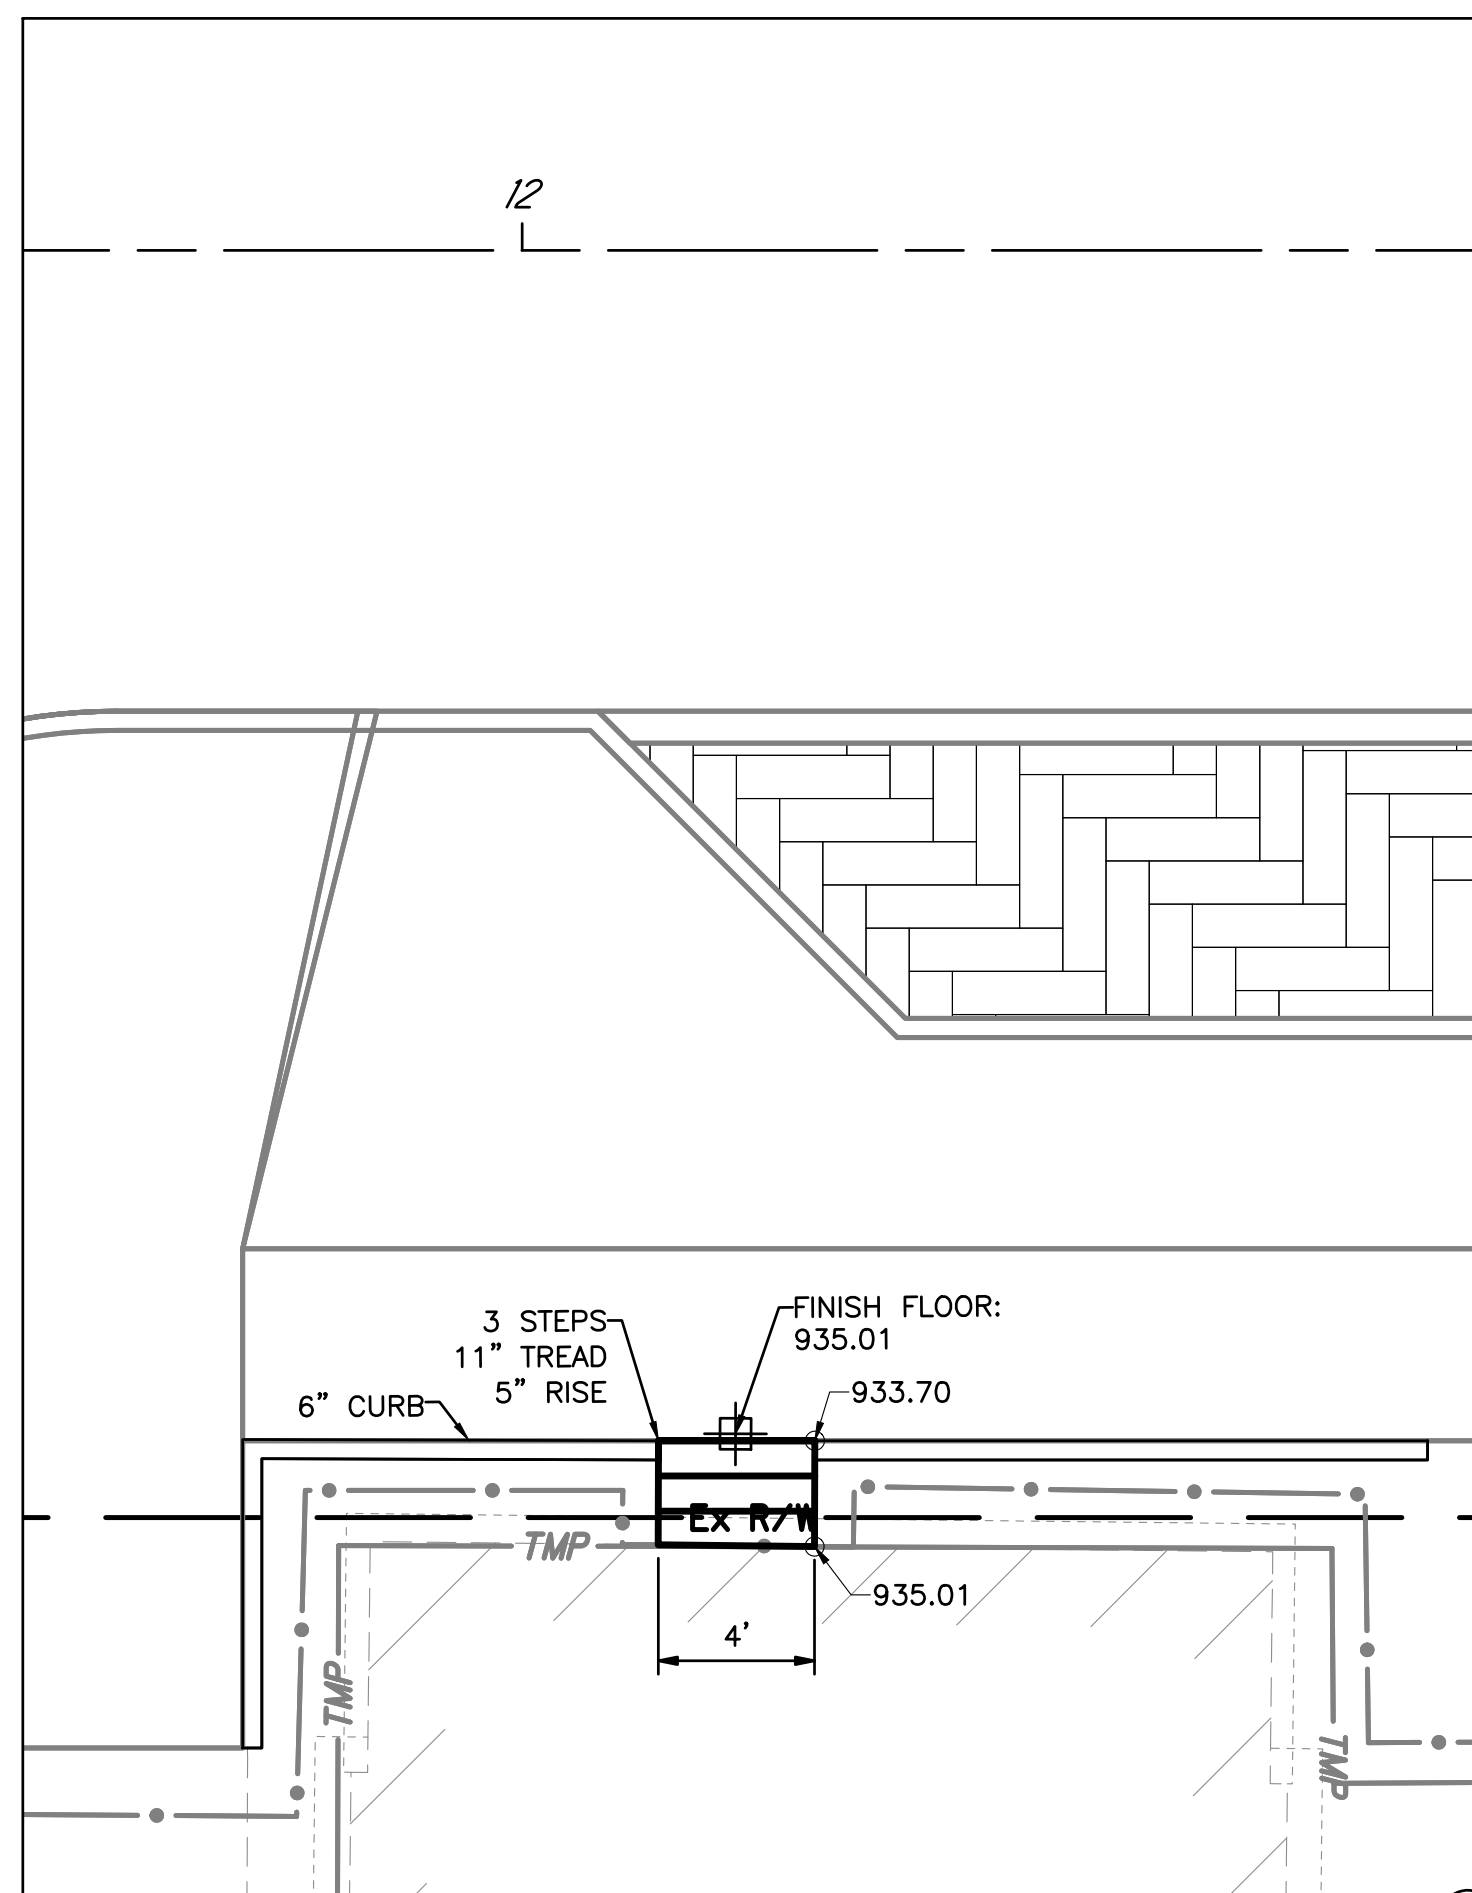 12
FINISH FLOOR:
935.01
3 STEPS
11” TREAD
5” RISE
933.70
6” CURB
Ex R/W
TMP
935.01
4’
TMP
TMP